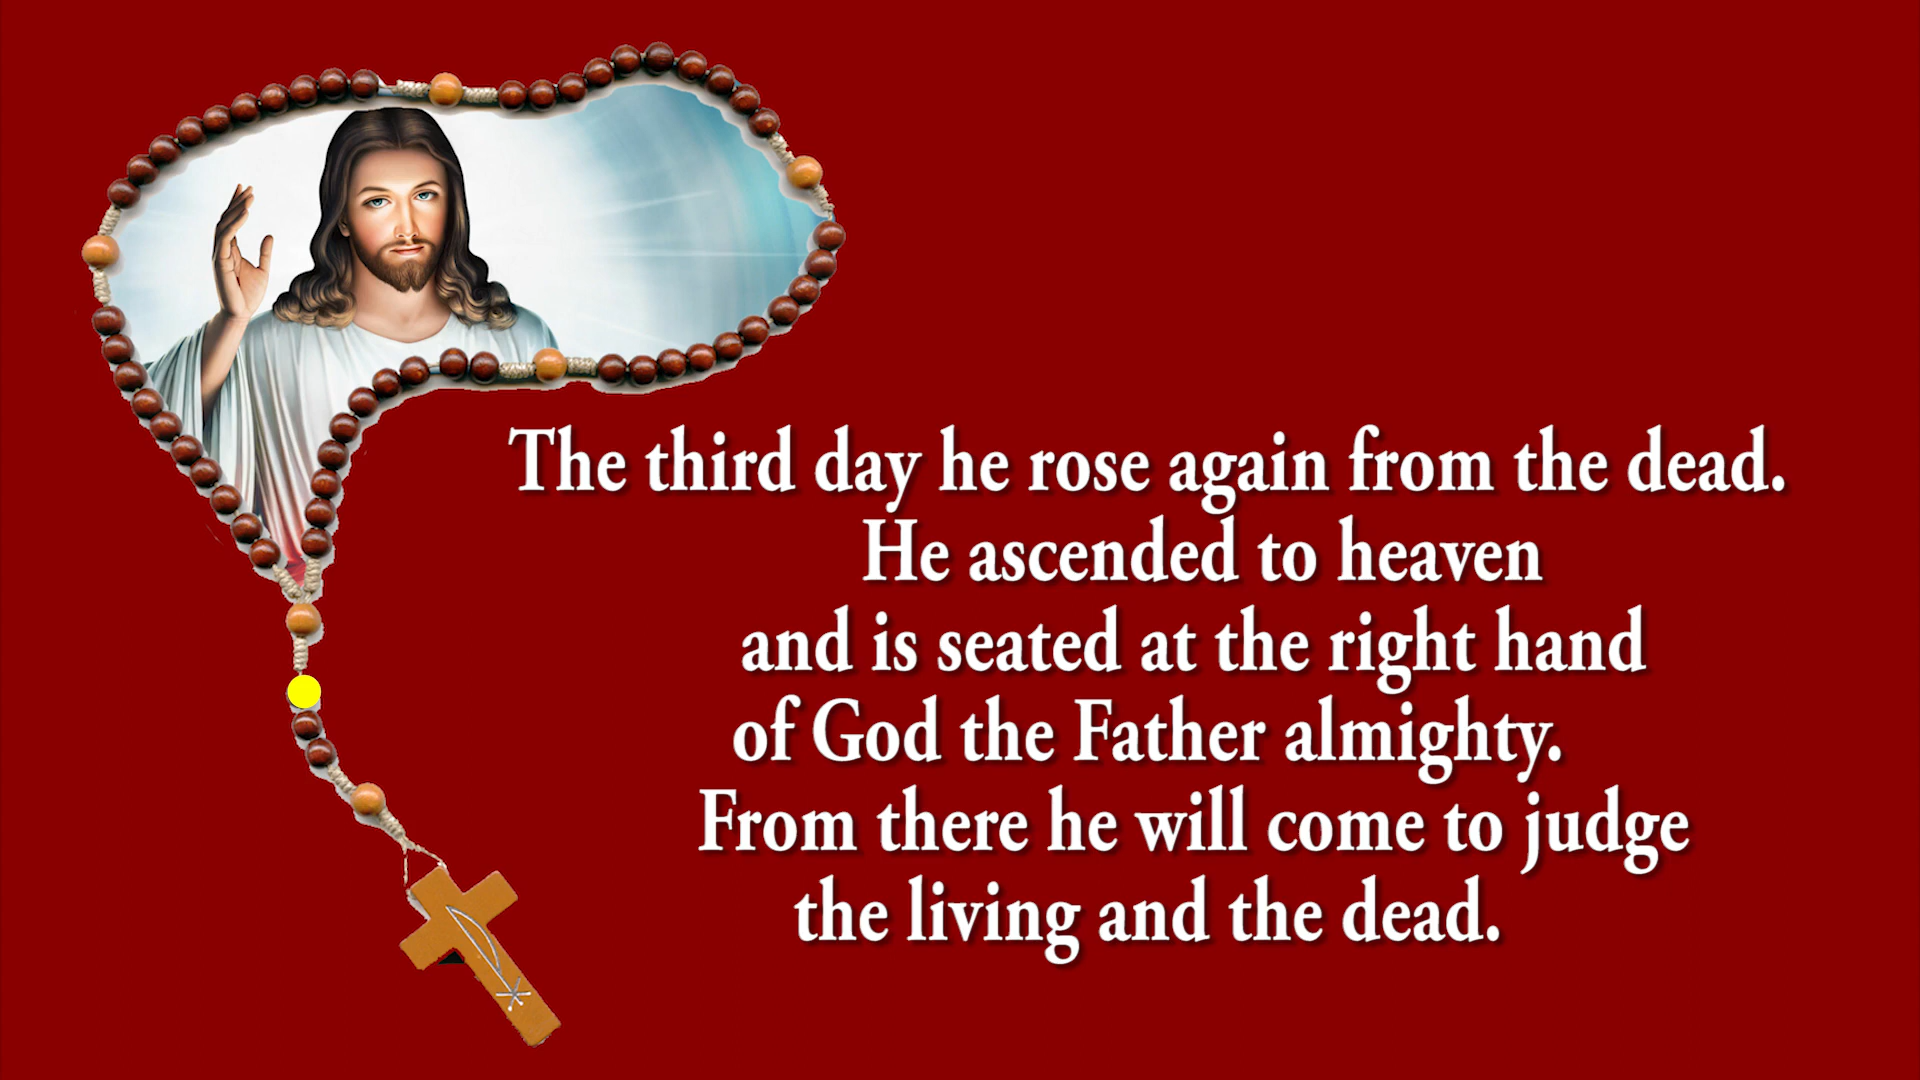 The third day he rose again from the dead.
He ascended to heaven
and is seated at the right hand
of God the Father almighty.
From there he will come to judge
the living and the dead.